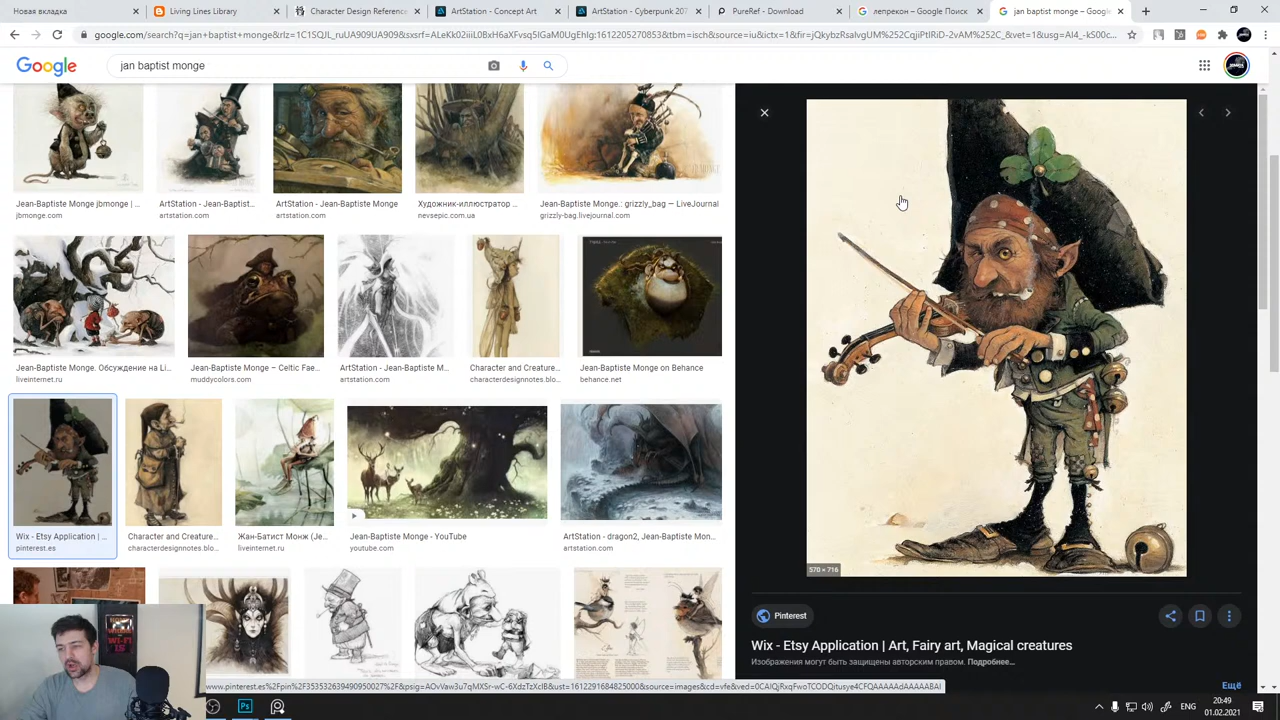 Новая вкладка
Living Lines Library
Character Design Reference
ArtStation - Concept Art
ArtStation - Cyberpunk 207
PureRef - Download
лепрекон – Google Поиск
jan baptist monge – Google
Google
jan baptist monge
Jean-Baptiste Monge jbmonge | ...
jbmonge.com
ArtStation - Jean-Baptist...
artstation.com
ArtStation - Jean-Baptiste Monge
artstation.com
Художник-иллюстратор ...
nevsepic.com.ua
Jean-Baptiste Monge.: grizzly_bag — LiveJournal
grizzly-bag.livejournal.com
Jean-Baptiste Monge. Обсуждение на Li...
liveinternet.ru
Jean-Baptiste Monge – Celtic Fae...
muddycolors.com
ArtStation - Jean-Baptiste M...
artstation.com
Character and Creature...
characterdesignnotes.blo...
Jean-Baptiste Monge on Behance
behance.net
Wix - Etsy Application | ...
pinterest.es
Character and Creature...
characterdesignnotes.blo...
Жан-Батист Монж (Je...
liveinternet.ru
Jean-Baptiste Monge - YouTube
youtube.com
ArtStation - dragon2, Jean-Baptiste Mon...
artstation.com
570 × 716
Pinterest
Wix - Etsy Application | Art, Fairy art, Magical creatures
Изображения могут быть защищены авторским правом. Подробнее...
Ещё
ENG
20:49
01.02.2021